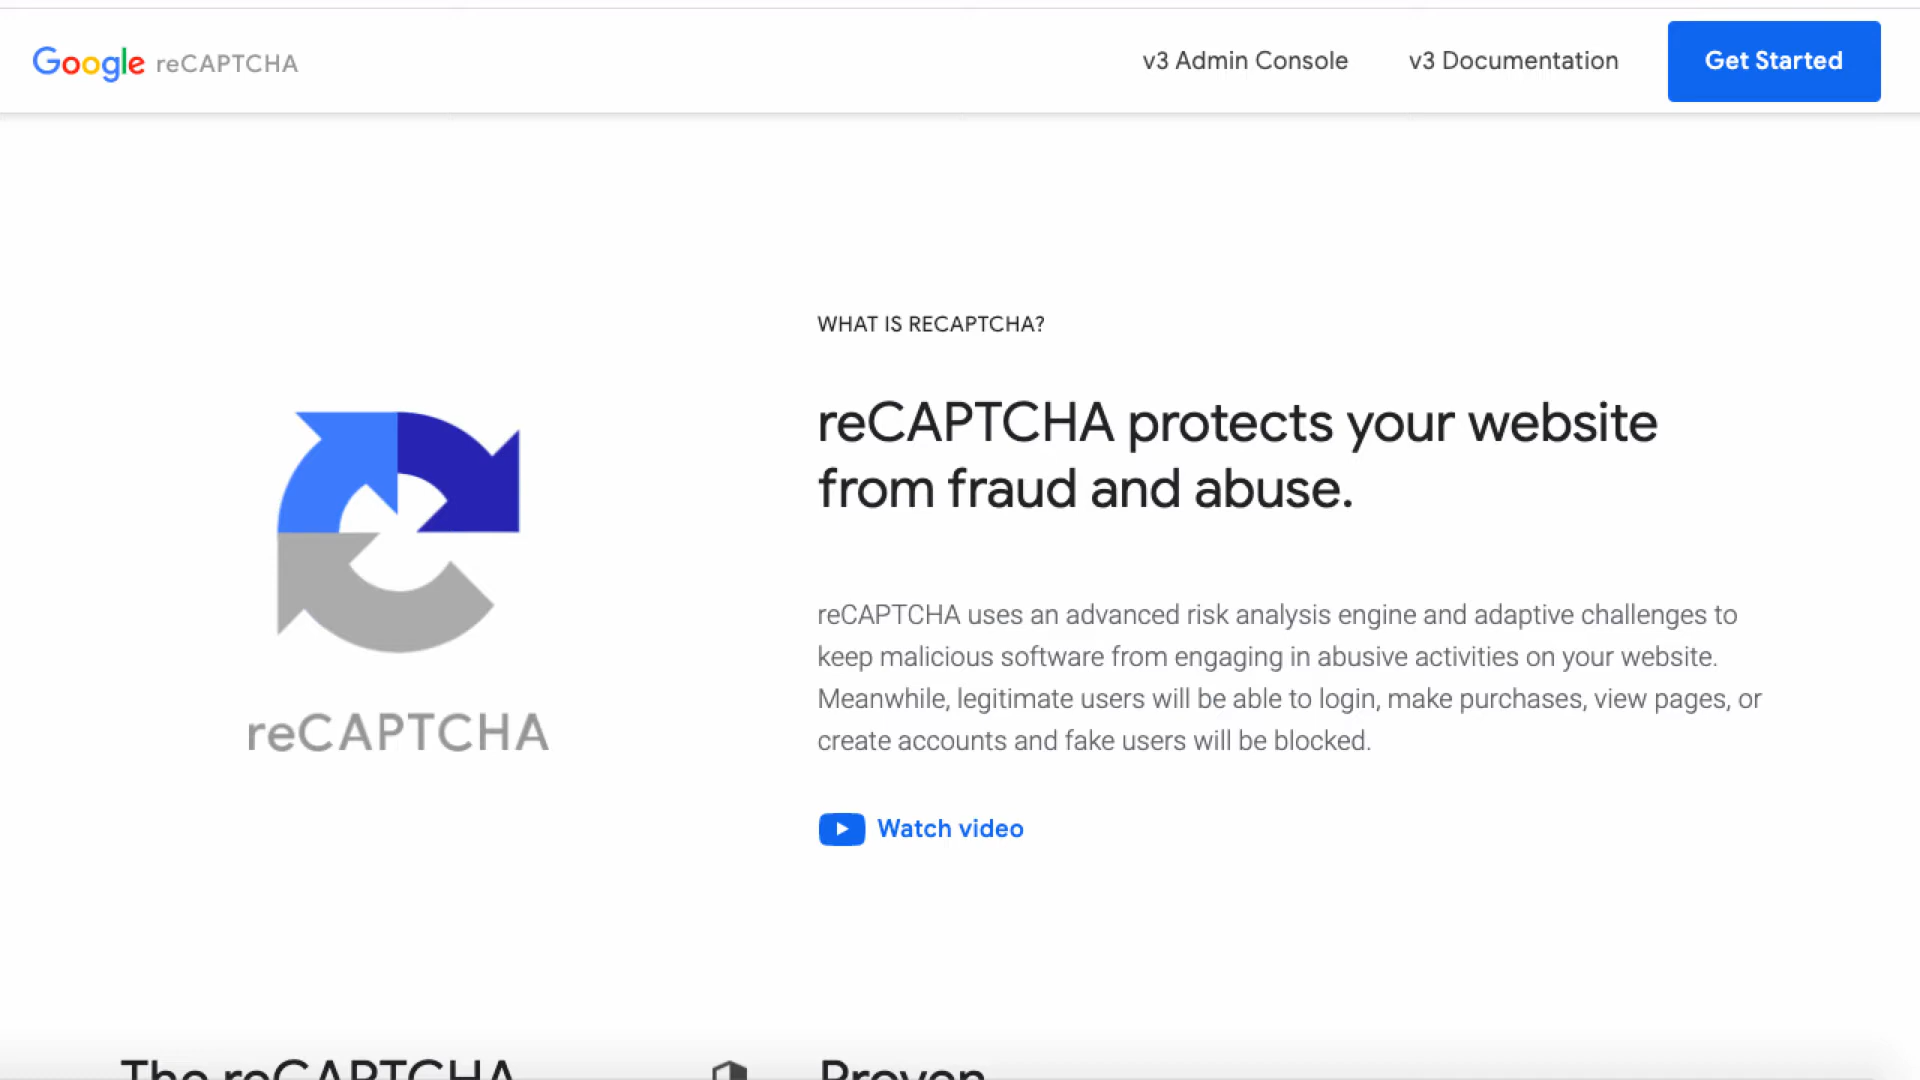 Google reCAPTCHA
v3 Admin Console
v3 Documentation
Get Started
WHAT IS RECAPTCHA?
reCAPTCHA protects your website
from fraud and abuse.
reCAPTCHA uses an advanced risk analysis engine and adaptive challenges to
keep malicious software from engaging in abusive activities on your website.
Meanwhile, legitimate users will be able to login, make purchases, view pages, or
create accounts and fake users will be blocked.
Watch video
reCAPTCHA
The reCAPTCHA
Proven